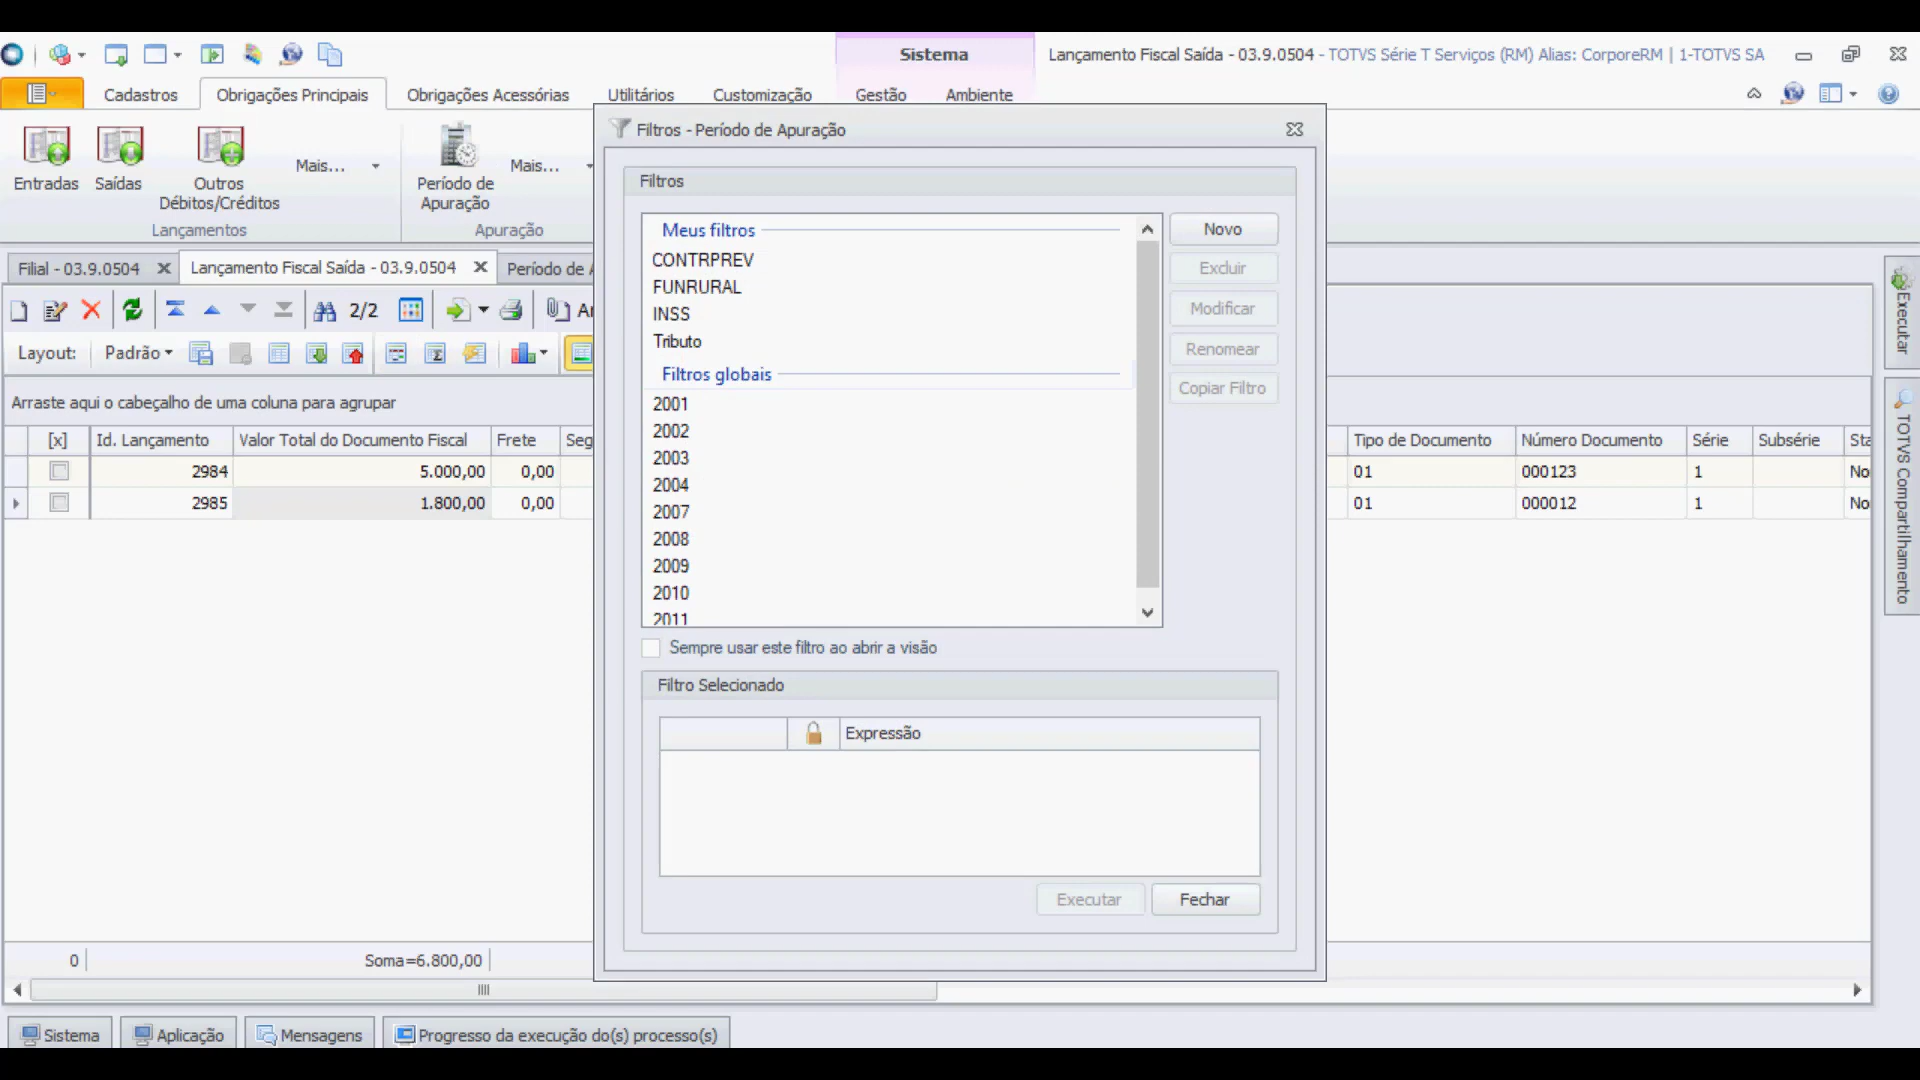 Sistema
Lançamento Fiscal Saída - 03.9.0504 - TOTVS Série T Serviços (RM) Alias: CorporeRM | 1-TOTVS SA
Cadastros
Obrigações Principais
Obrigações Acessórias
Utilitários
Customização
Gestão
Ambiente
Entradas
Saídas
Outros
Débitos/Créditos
Mais...
Lançamentos
Período de
Apuração
Mais...
Apuração
Filial - 03.9.0504
Lançamento Fiscal Saída - 03.9.0504
Período de
2/2
Layout:
Padrão
Arraste aqui o cabeçalho de uma coluna para agrupar
[x] Id. Lançamento Valor Total do Documento Fiscal Frete Seg Tipo de Documento Número Documento Série Subsérie Sta
2984 5.000,00 0,00 01 000123 1 No
2985 1.800,00 0,00 01 000012 1 No
0 Soma=6.800,00
Filtros - Período de Apuração
Filtros
Meus filtros
CONTRPREV
FUNRURAL
INSS
Tributo
Filtros globais
2001
2002
2003
2004
2007
2008
2009
2010
2011
Novo
Excluir
Modificar
Renomear
Copiar Filtro
Sempre usar este filtro ao abrir a visão
Filtro Selecionado
Expressão
Executar
Fechar
Executar
TOTVS Compartilhamento
Sistema
Aplicação
Mensagens
Progresso da execução do(s) processo(s)